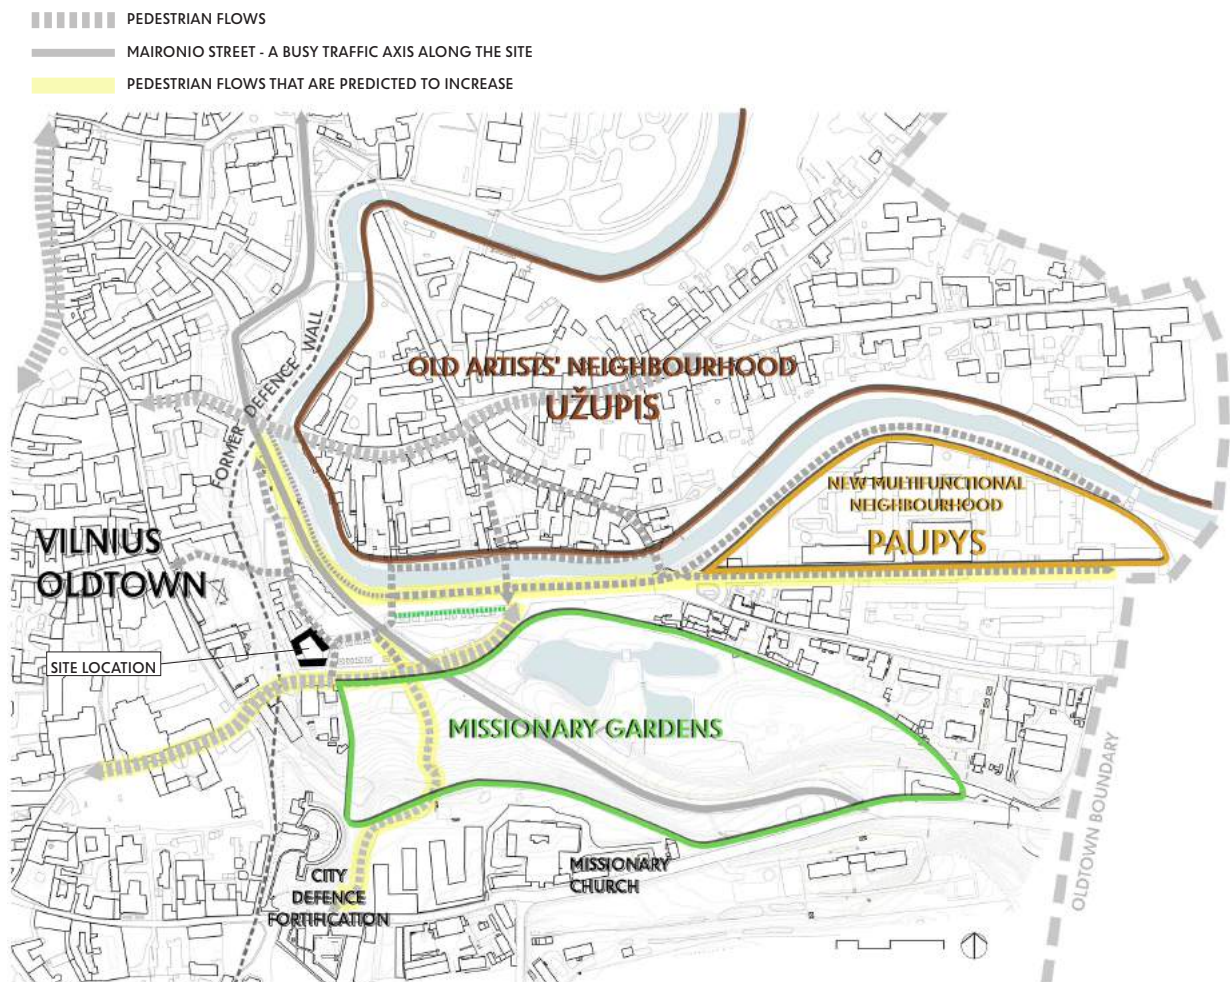 PEDESTRIAN FLOWS
MAIRONIO STREET - A BUSY TRAFFIC AXIS ALONG THE SITE
PEDESTRIAN FLOWS THAT ARE PREDICTED TO INCREASE
FORMER DEFENCE WALL
OLD ARTISTS' NEIGHBOURHOOD
UŽUPIS
NEW MULTIFUNCTIONAL
NEIGHBOURHOOD
PAUPYS
VILNIUS
OLDTOWN
SITE LOCATION
MISSIONARY GARDENS
OLDTOWN BOUNDARY
MISSIONARY
CHURCH
CITY
DEFENCE
FORTIFICATION